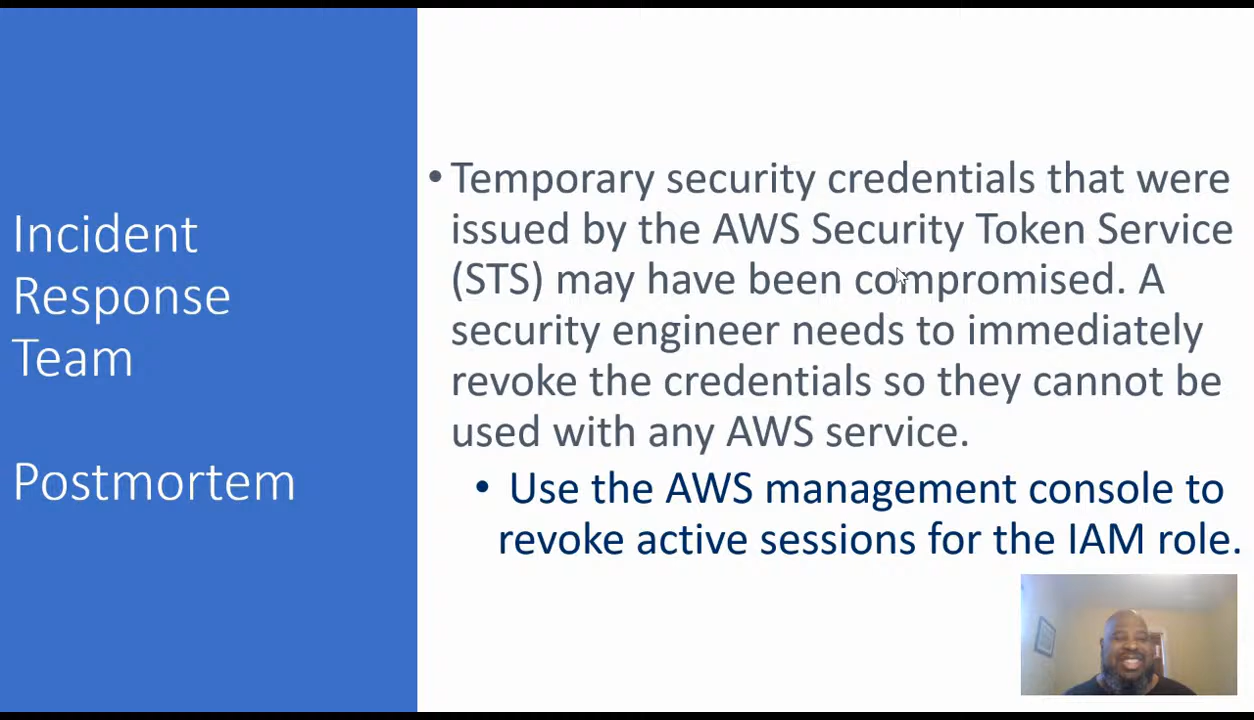 Incident
Response
Team
Postmortem
• Temporary security credentials that were
issued by the AWS Security Token Service
(STS) may have been compromised. A
security engineer needs to immediately
revoke the credentials so they cannot be
used with any AWS service.
• Use the AWS management console to
revoke active sessions for the IAM role.